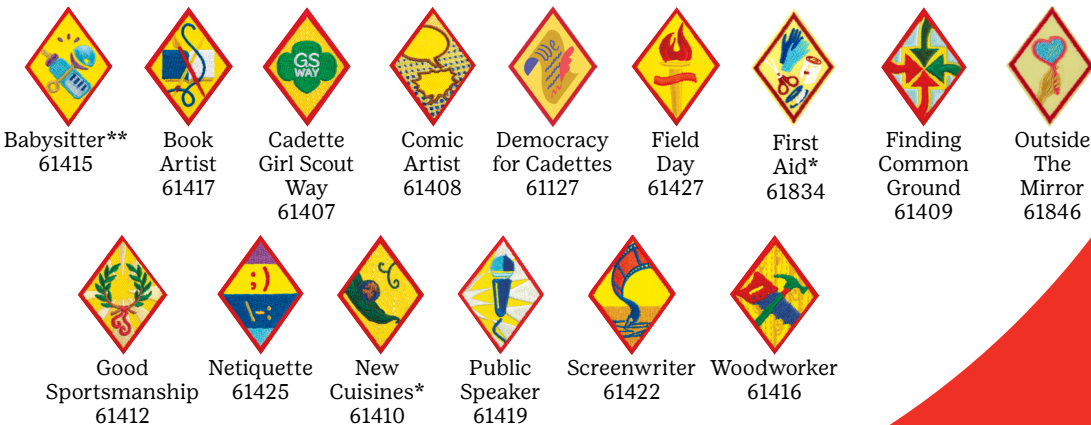 GS
WAY
We
;)
\-:
Babysitter**
61415
Book
Artist
61417
Cadette
Girl Scout
Way
61407
Comic
Artist
61408
Democracy
for Cadettes
61127
Field
Day
61427
First
Aid*
61834
Finding
Common
Ground
61409
Outside
The
Mirror
61846
Good
Sportsmanship
61412
Netiquette
61425
New
Cuisines*
61410
Public
Speaker
61419
Screenwriter
61422
Woodworker
61416